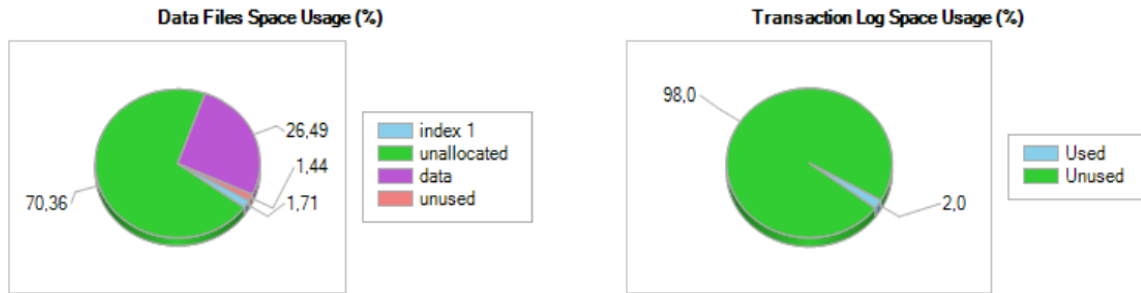 Data Files Space Usage (%)
26,49
1,44
1,71
70,36
index 1
unallocated
data
unused
Transaction Log Space Usage (%)
98,0
2,0
Used
Unused